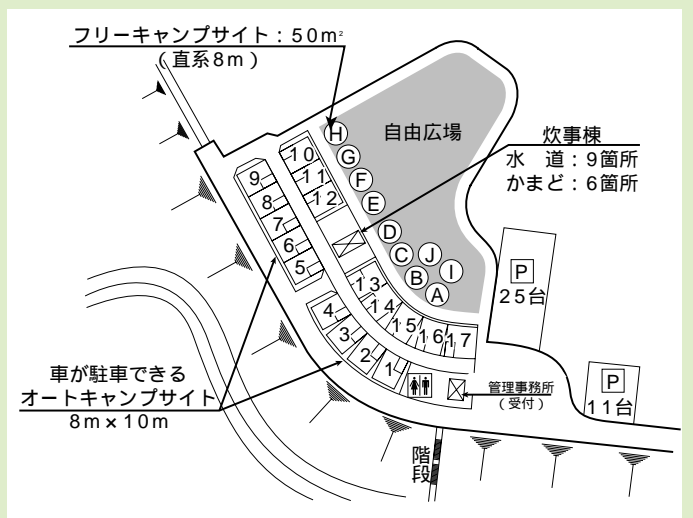 フリーキャンプサイト：50m²
（直系8m）
自由広場
炊事棟
水　道：9箇所
かまど：6箇所
H
G
F
E
D
C
J
B
I
A
10
11
12
9
8
7
6
5
13
14
15
16
17
4
3
2
1
P
25台
P
11台
管理事務所
（受付）
車が駐車できる
オートキャンプサイト
8m×10m
階段